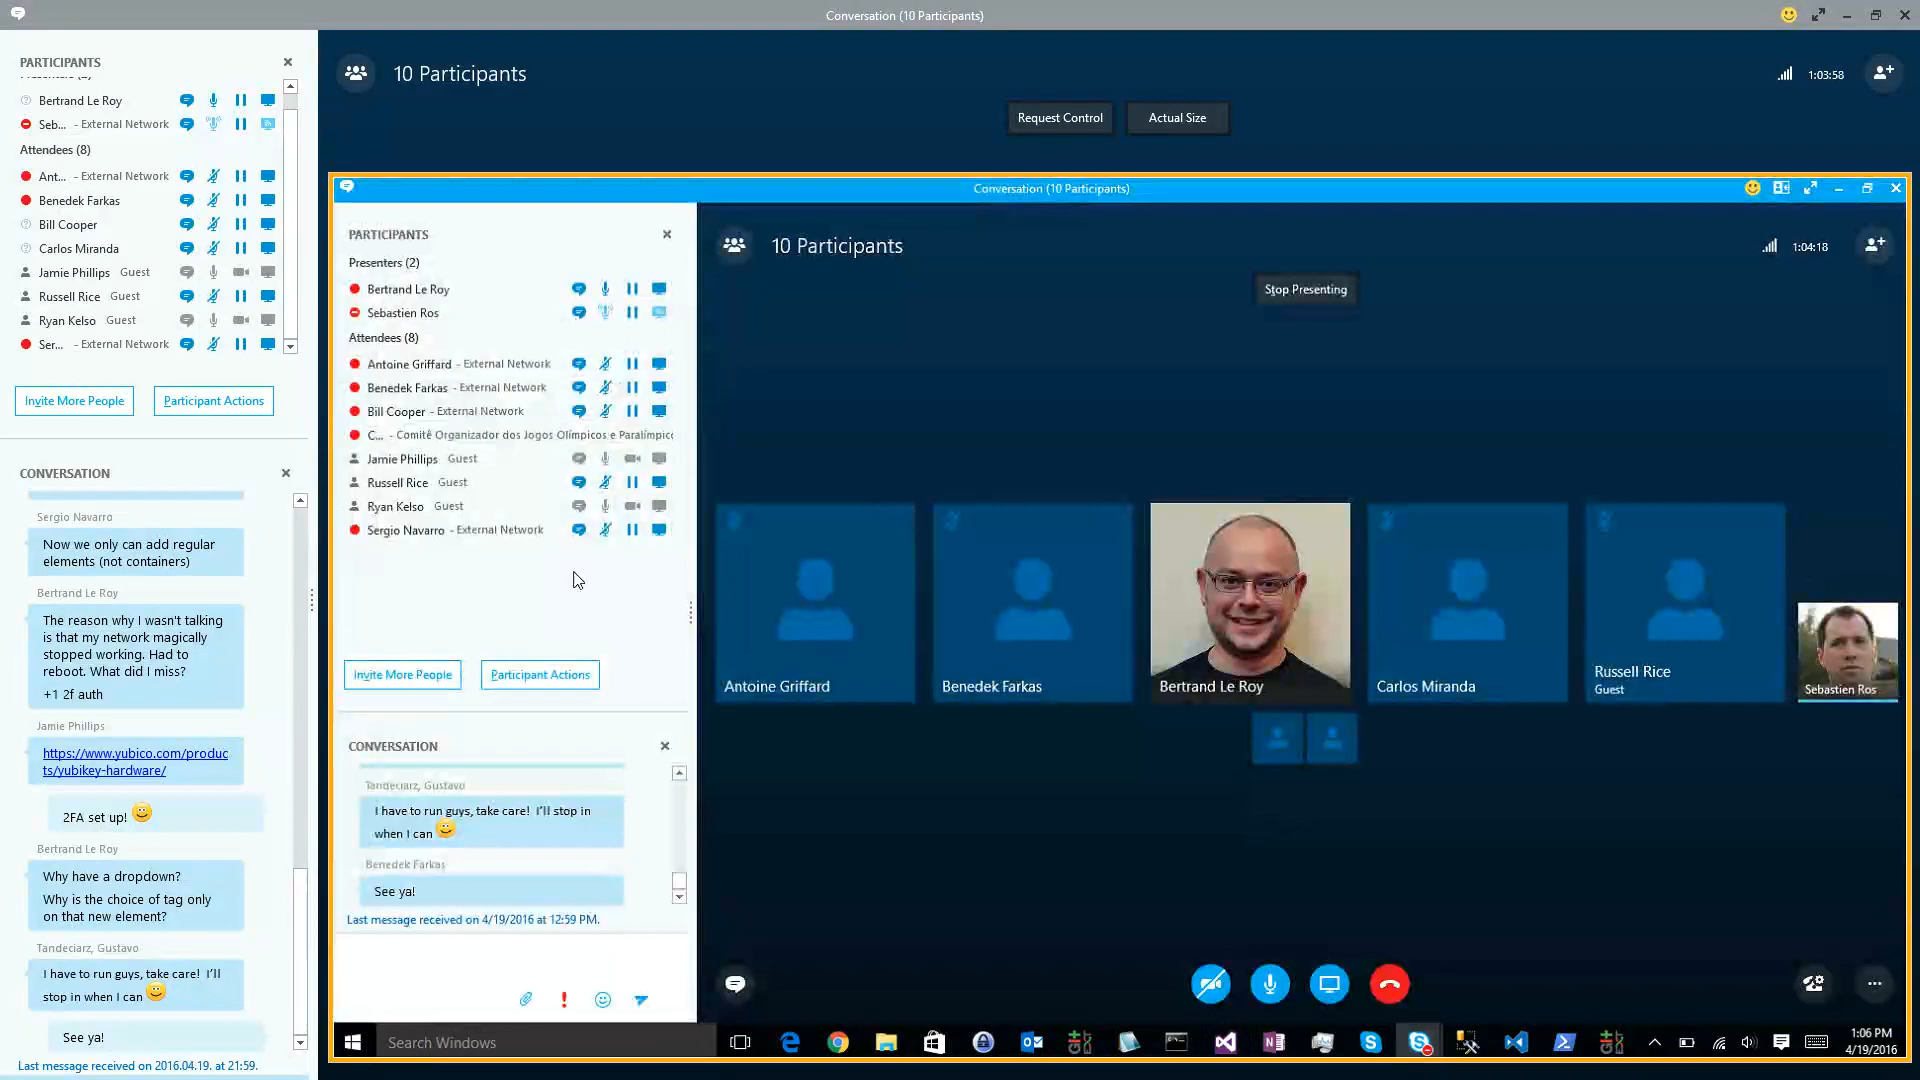 Conversation (10 Participants)
PARTICIPANTS
Bertrand Le Roy
Seb... - External Network
Attendees (8)
Ant... - External Network
Benedek Farkas
Bill Cooper
Carlos Miranda
Jamie Phillips Guest
Russell Rice Guest
Ryan Kelso Guest
Ser... - External Network
Invite More People
Participant Actions
CONVERSATION
Sergio Navarro
Now we only can add regular
elements (not containers)
Bertrand Le Roy
The reason why I wasn't talking
is that my network magically
stopped working. Had to
reboot. What did I miss?
+1 2f auth
Jamie Phillips
https://www.yubico.com/produc
ts/yubikey-hardware/
2FA set up!
Bertrand Le Roy
Why have a dropdown?
Why is the choice of tag only
on that new element?
Tandeciarz, Gustavo
I have to run guys, take care! I'll
stop in when I can
See ya!
Last message received on 2016.04.19. at 21:59.
10 Participants
1:03:58
Request Control
Actual Size
Conversation (10 Participants)
PARTICIPANTS
Presenters (2)
Bertrand Le Roy
Sebastien Ros
Attendees (8)
Antoine Griffard - External Network
Benedek Farkas - External Network
Bill Cooper - External Network
C... - Comitê Organizador dos Jogos Olímpicos e Paralímpico
Jamie Phillips Guest
Russell Rice Guest
Ryan Kelso Guest
Sergio Navarro - External Network
Invite More People
Participant Actions
CONVERSATION
Tandeciarz, Gustavo
I have to run guys, take care! I'll stop in
when I can
Benedek Farkas
See ya!
Last message received on 4/19/2016 at 12:59 PM.
10 Participants
1:04:18
Stop Presenting
Antoine Griffard
Benedek Farkas
Bertrand Le Roy
Carlos Miranda
Russell Rice
Guest
Sebastien Ros
Search Windows
1:06 PM
4/19/2016